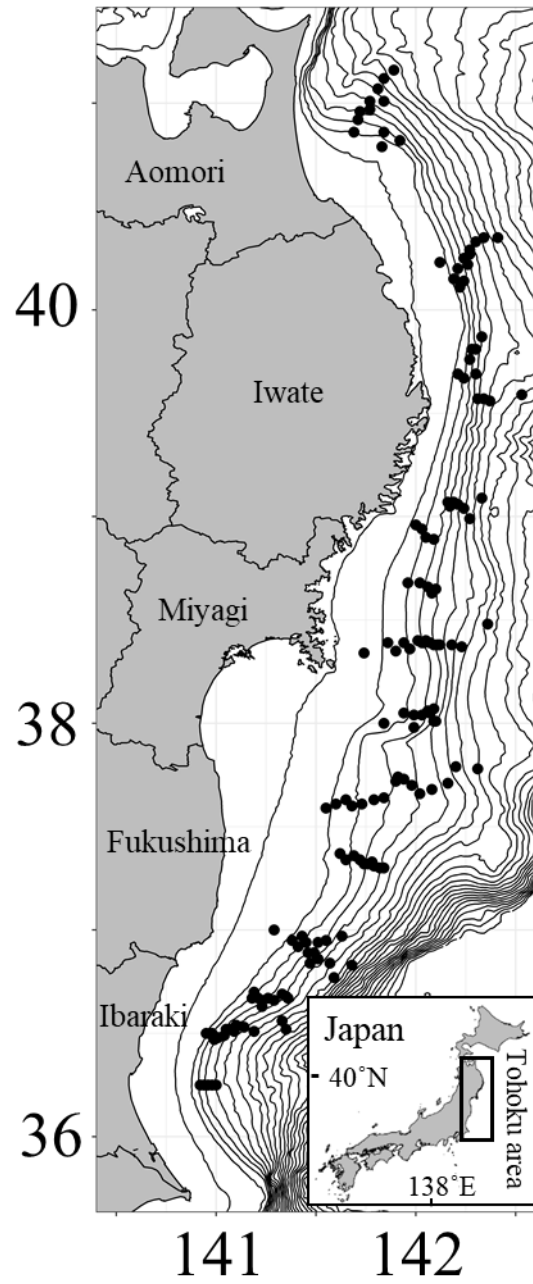 Aomori
40
Iwate
Miyagi
38
Fukushima
Ibaraki
Japan
40°N
Tohoku area
138°E
36
141
142